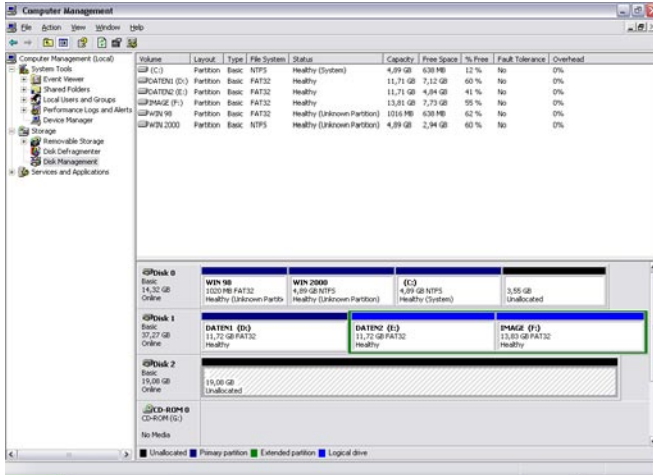 Computer Management
File Action View Window Help
Computer Management (Local)
System Tools
Event Viewer
Shared Folders
Local Users and Groups
Performance Logs and Alerts
Device Manager
Storage
Removable Storage
Disk Defragmenter
Disk Management
Services and Applications
Volume Layout Type File System Status Capacity Free Space % Free Fault Tolerance Overhead
(C:) Partition Basic NTFS Healthy (System) 4,89 GB 638 MB 12 % No 0%
DATEN1 (D:) Partition Basic FAT32 Healthy 11,71 GB 7,12 GB 60 % No 0%
DATEN2 (E:) Partition Basic FAT32 Healthy 11,71 GB 4,84 GB 41 % No 0%
IMAGE (F:) Partition Basic FAT32 Healthy 13,81 GB 7,73 GB 55 % No 0%
WIN 98 Partition Basic FAT32 Healthy (Unknown Partition) 1016 MB 638 MB 62 % No 0%
WIN 2000 Partition Basic NTFS Healthy (Unknown Partition) 4,89 GB 2,94 GB 60 % No 0%
Disk 0
Basic
14,32 GB
Online
WIN 98
1020 MB FAT32
Healthy (Unknown Partiti
WIN 2000
4,89 GB NTFS
Healthy (Unknown Partition)
(C:)
4,89 GB NTFS
Healthy (System)
3,55 GB
Unallocated
Disk 1
Basic
37,27 GB
Online
DATEN1 (D:)
11,72 GB FAT32
Healthy
DATEN2 (E:)
11,72 GB FAT32
Healthy
IMAGE (F:)
13,83 GB FAT32
Healthy
Disk 2
Basic
19,08 GB
Online
19,08 GB
Unallocated
CD-ROM 0
CD-ROM (G:)
No Media
Unallocated Primary partition Extended partition Logical drive